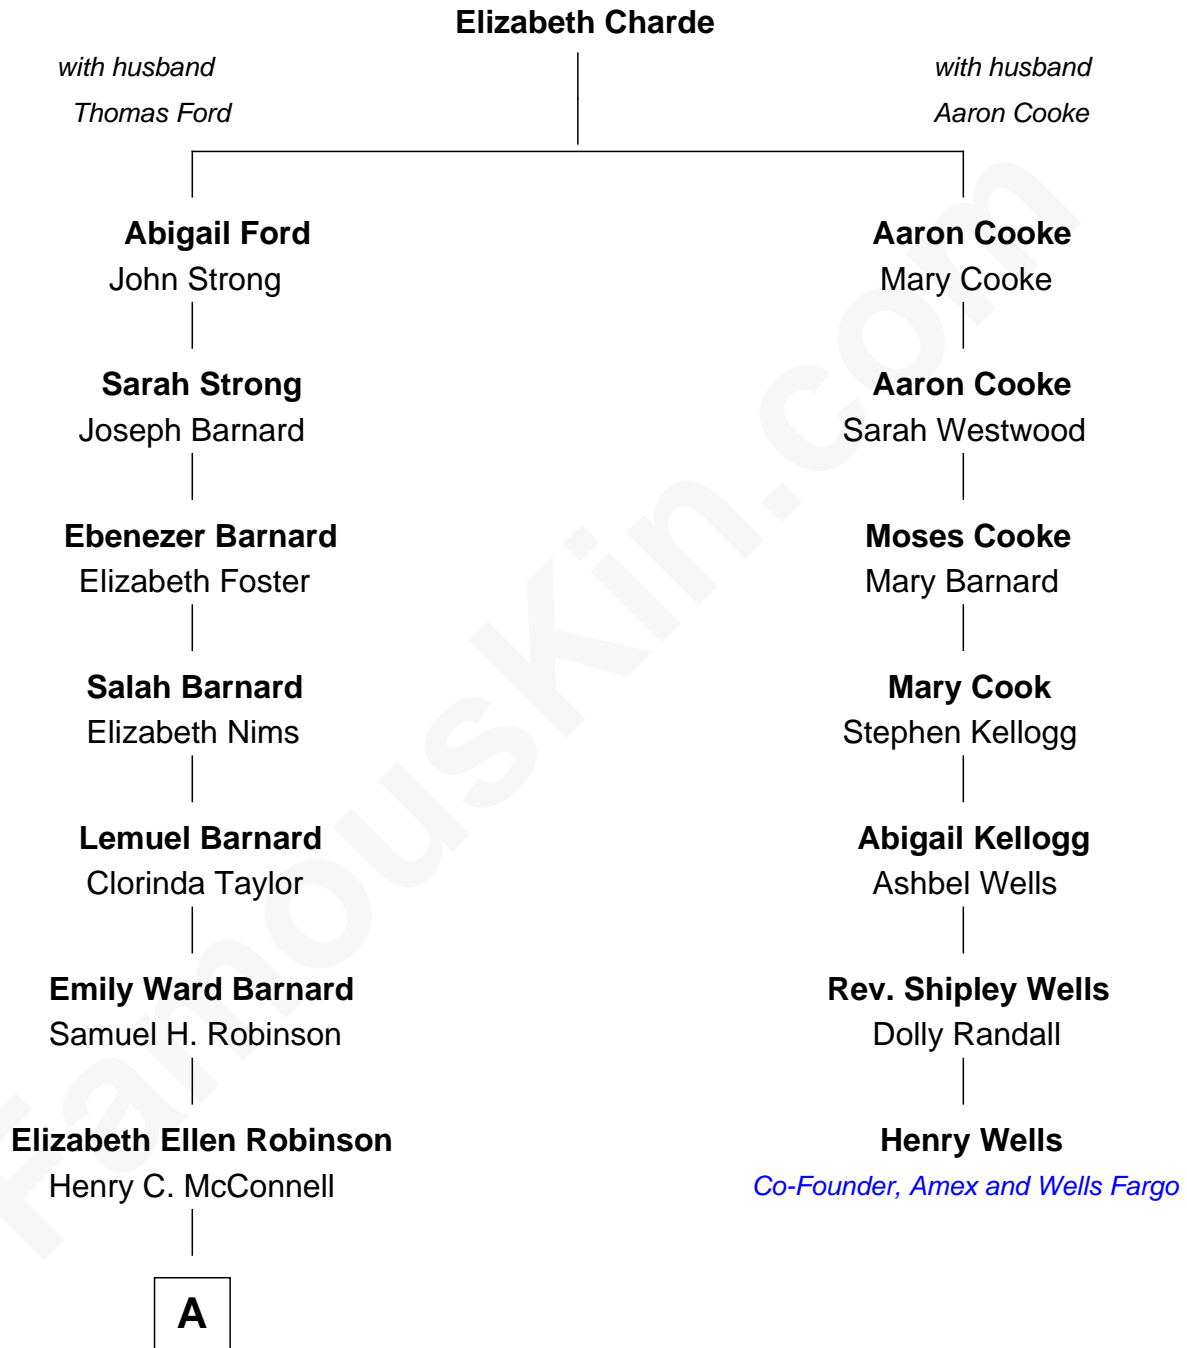 Elizabeth Charde
with husband
Thomas Ford
with husband
Aaron Cooke
Abigail Ford
John Strong
Aaron Cooke
Mary Cooke
Sarah Strong
Joseph Barnard
Aaron Cooke
Sarah Westwood
Ebenezer Barnard
Elizabeth Foster
Moses Cooke
Mary Barnard
Salah Barnard
Elizabeth Nims
Mary Cook
Stephen Kellogg
Lemuel Barnard
Clorinda Taylor
Abigail Kellogg
Ashbel Wells
Emily Ward Barnard
Samuel H. Robinson
Rev. Shipley Wells
Dolly Randall
Elizabeth Ellen Robinson
Henry C. McConnell
Henry Wells
Co-Founder, Amex and Wells Fargo
A
FamousKin.com